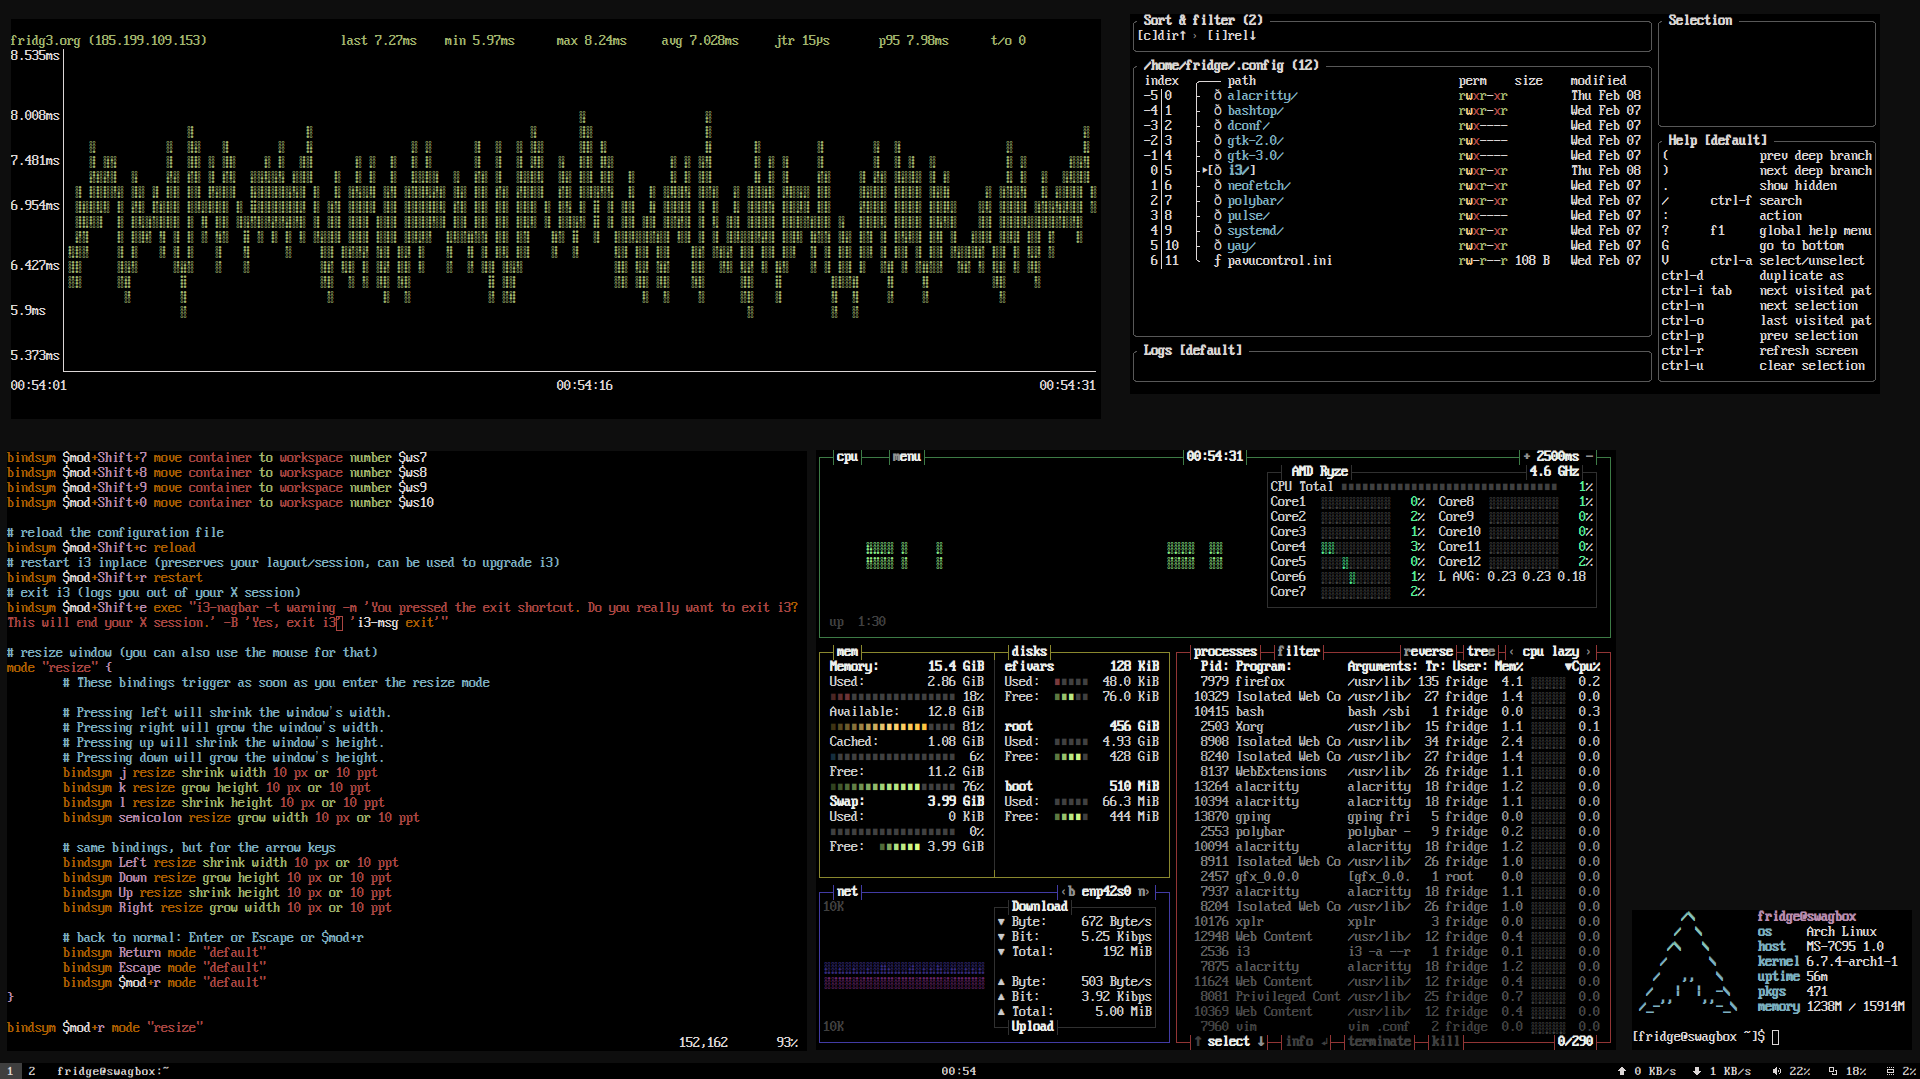 fridg3.org (185.199.109.153) last 7.27ms min 5.97ms max 8.24ms avg 7.028ms jtr 15µs p95 7.98ms t/o 0
8.535ms
8.008ms
7.481ms
6.954ms
6.427ms
5.9ms
5.373ms
00:54:01 00:54:16 00:54:31
Sort & filter (2)
[c]dir↑ › [i]rel↓
/home/fridge/.config (12)
index path perm size modified
-5|0 ð alacritty/ rwxr-xr Thu Feb 08
-4|1 ð bashtop/ rwxr-xr Wed Feb 07
-3|2 ð dconf/ rwx---- Wed Feb 07
-2|3 ð gtk-2.0/ rwx---- Wed Feb 07
-1|4 ð gtk-3.0/ rwx---- Wed Feb 07
0|5 ▸[ð i3/] rwxr-xr Thu Feb 08
1|6 ð neofetch/ rwxr-xr Wed Feb 07
2|7 ð polybar/ rwxr-xr Wed Feb 07
3|8 ð pulse/ rwx---- Wed Feb 07
4|9 ð systemd/ rwxr-xr Wed Feb 07
5|10 ð yay/ rwxr-xr Wed Feb 07
6|11 ƒ pavucontrol.ini rw-r--r 108 B Wed Feb 07
Logs [default]
Selection
Help [default]
( prev deep branch
) next deep branch
. show hidden
/ ctrl-f search
: action
? f1 global help menu
G go to bottom
V ctrl-a select/unselect
ctrl-d duplicate as
ctrl-i tab next visited pat
ctrl-n next selection
ctrl-o last visited pat
ctrl-p prev selection
ctrl-r refresh screen
ctrl-u clear selection
bindsym $mod+Shift+7 move container to workspace number $ws7
bindsym $mod+Shift+8 move container to workspace number $ws8
bindsym $mod+Shift+9 move container to workspace number $ws9
bindsym $mod+Shift+0 move container to workspace number $ws10
# reload the configuration file
bindsym $mod+Shift+c reload
# restart i3 inplace (preserves your layout/session, can be used to upgrade i3)
bindsym $mod+Shift+r restart
# exit i3 (logs you out of your X session)
bindsym $mod+Shift+e exec "i3-nagbar -t warning -m 'You pressed the exit shortcut. Do you really want to exit i3?
This will end your X session.' -B 'Yes, exit i3' 'i3-msg exit'"
# resize window (you can also use the mouse for that)
mode "resize" {
# These bindings trigger as soon as you enter the resize mode
# Pressing left will shrink the window's width.
# Pressing right will grow the window's width.
# Pressing up will shrink the window's height.
# Pressing down will grow the window's height.
bindsym j resize shrink width 10 px or 10 ppt
bindsym k resize grow height 10 px or 10 ppt
bindsym l resize shrink height 10 px or 10 ppt
bindsym semicolon resize grow width 10 px or 10 ppt
# same bindings, but for the arrow keys
bindsym Left resize shrink width 10 px or 10 ppt
bindsym Down resize grow height 10 px or 10 ppt
bindsym Up resize shrink height 10 px or 10 ppt
bindsym Right resize grow width 10 px or 10 ppt
# back to normal: Enter or Escape or $mod+r
bindsym Return mode "default"
bindsym Escape mode "default"
bindsym $mod+r mode "default"
}
bindsym $mod+r mode "resize"
152,162 93%
cpu menu 00:54:31 + 2500ms -
AMD Ryze 4.6 GHz
CPU Total 1%
Core1 0% Core8 1%
Core2 2% Core9 0%
Core3 1% Core10 0%
Core4 3% Core11 0%
Core5 0% Core12 2%
Core6 1% L AVG: 0.23 0.23 0.18
Core7 2%
up 1:30
mem
Memory: 15.4 GiB
Used: 2.86 GiB
18%
Available: 12.8 GiB
81%
Cached: 1.08 GiB
6%
Free: 11.2 GiB
76%
Swap: 3.99 GiB
Used: 0 KiB
0%
Free: 3.99 GiB
disks
efivars 128 KiB
Used: 48.0 KiB
Free: 76.0 KiB
root 456 GiB
Used: 4.93 GiB
Free: 428 GiB
boot 510 MiB
Used: 66.3 MiB
Free: 444 MiB
net ‹b enp42s0 n›
10K
Download
▼ Byte: 672 Byte/s
▼ Bit: 5.25 Kibps
▼ Total: 192 MiB
▲ Byte: 503 Byte/s
▲ Bit: 3.92 Kibps
▲ Total: 5.00 MiB
Upload
10K
processes filter reverse tree ‹ cpu lazy ›
Pid: Program: Arguments: Tr: User: Mem% ▼Cpu%
7979 firefox /usr/lib/ 135 fridge 4.1 0.2
10329 Isolated Web Co /usr/lib/ 27 fridge 1.4 0.0
10415 bash bash /sbi 1 fridge 0.0 0.3
2503 Xorg /usr/lib/ 15 fridge 1.1 0.1
8908 Isolated Web Co /usr/lib/ 34 fridge 2.4 0.0
8240 Isolated Web Co /usr/lib/ 27 fridge 1.4 0.0
8137 WebExtensions /usr/lib/ 26 fridge 1.1 0.0
13264 alacritty alacritty 18 fridge 1.2 0.0
10394 alacritty alacritty 18 fridge 1.1 0.0
13870 gping gping fri 5 fridge 0.0 0.0
2553 polybar polybar - 9 fridge 0.2 0.0
10094 alacritty alacritty 18 fridge 1.2 0.0
8911 Isolated Web Co /usr/lib/ 26 fridge 1.0 0.0
2457 gfx_0.0.0 [gfx_0.0. 1 root 0.0 0.0
7937 alacritty alacritty 18 fridge 1.1 0.0
8204 Isolated Web Co /usr/lib/ 26 fridge 1.0 0.0
10176 xplr xplr 3 fridge 0.0 0.0
12948 Web Content /usr/lib/ 12 fridge 0.4 0.0
2536 i3 i3 -a --r 1 fridge 0.1 0.0
7875 alacritty alacritty 18 fridge 1.2 0.0
11624 Web Content /usr/lib/ 12 fridge 0.4 0.0
8081 Privileged Cont /usr/lib/ 25 fridge 0.7 0.0
10369 Web Content /usr/lib/ 12 fridge 0.4 0.0
7960 vim vim .conf 2 fridge 0.0 0.0
↑ select ↓ info ↲ terminate kill 0/290
fridge@swagbox
os Arch Linux
host MS-7C95 1.0
kernel 6.7.4-arch1-1
uptime 56m
pkgs 471
memory 1238M / 15914M
[fridge@swagbox ~]$
1 2 fridge@swagbox:~ 00:54 0 KB/s 1 KB/s 22% 18% 2%